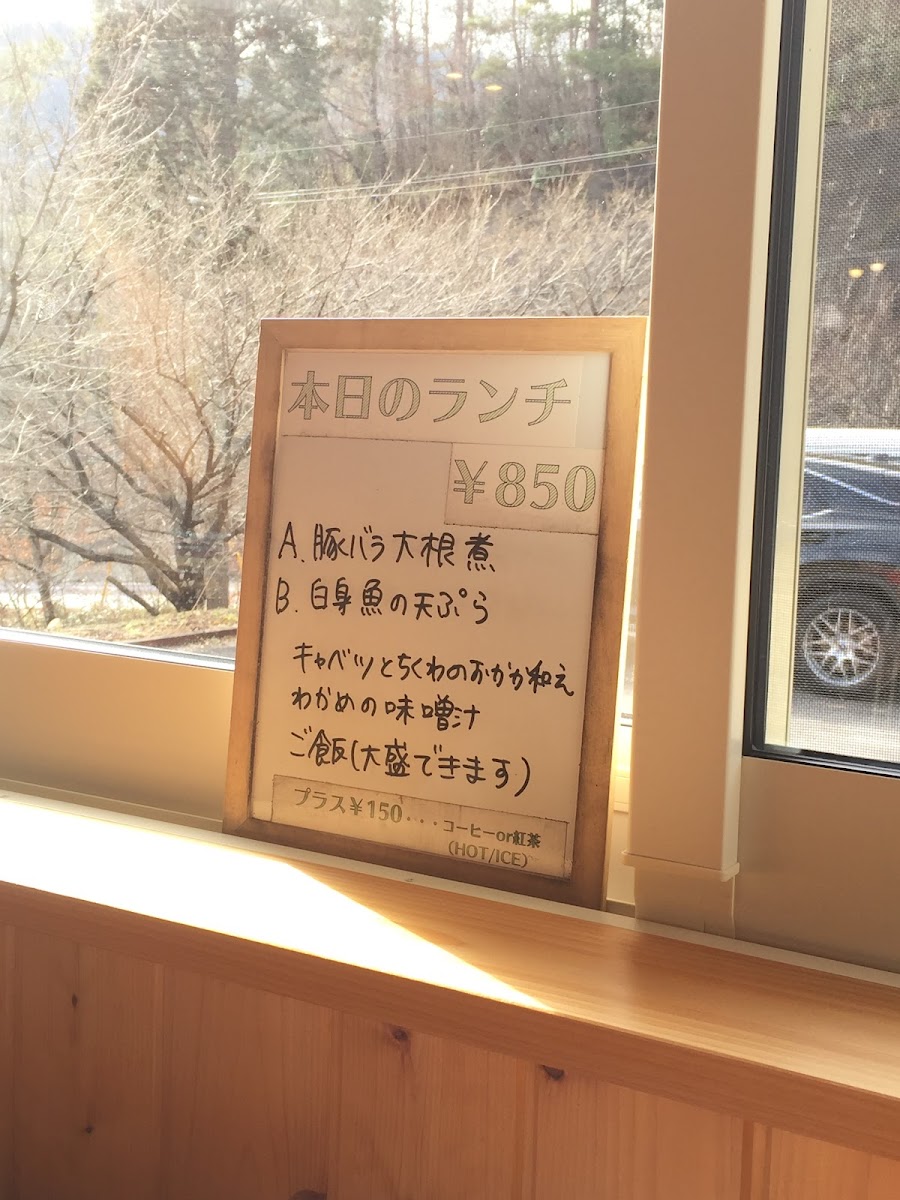 本日のランチ
¥850
A. 豚バラ大根煮
B. 白身魚の天ぷら
キャベツとちくわのおかか和え
わかめの味噌汁
ご飯(大盛できます)
プラス¥150・・・コーヒーor紅茶
(HOT/ICE)